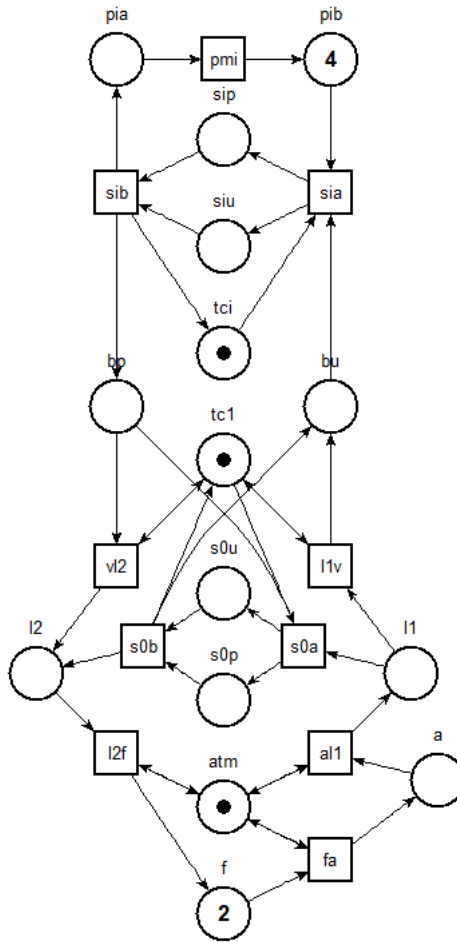 pia pib
pmi 4
sip
sib siu sia
tci
bp bu
tc1
vl2 s0u l1v
l2 s0b s0a l1
s0p
l2f atm al1 a
f fa
2